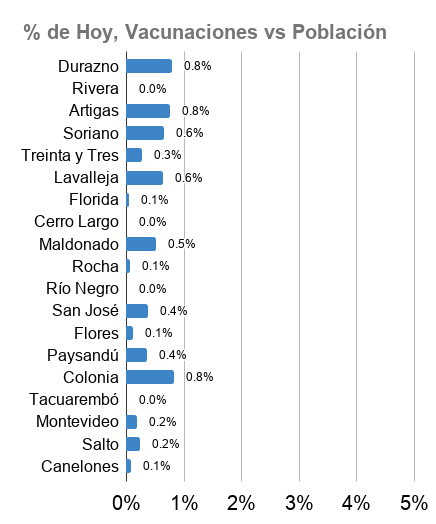 % de Hoy, Vacunaciones vs Población
Durazno 0.8%
Rivera 0.0%
Artigas 0.8%
Soriano 0.6%
Treinta y Tres 0.3%
Lavalleja 0.6%
Florida 0.1%
Cerro Largo 0.0%
Maldonado 0.5%
Rocha 0.1%
Río Negro 0.0%
San José 0.4%
Flores 0.1%
Paysandú 0.4%
Colonia 0.8%
Tacuarembó 0.0%
Montevideo 0.2%
Salto 0.2%
Canelones 0.1%
0% 1% 2% 3% 4% 5%